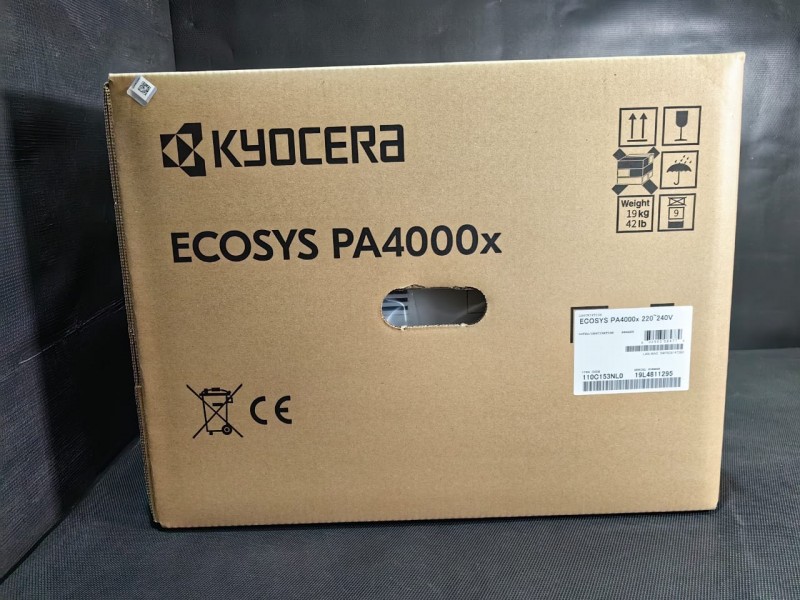 KYOCERA
ECOSYS PA4000x
Weight
19kg
42lb
9
CE
ECOSYS PA4000x 220~240V
110C153NL0 19L4811295